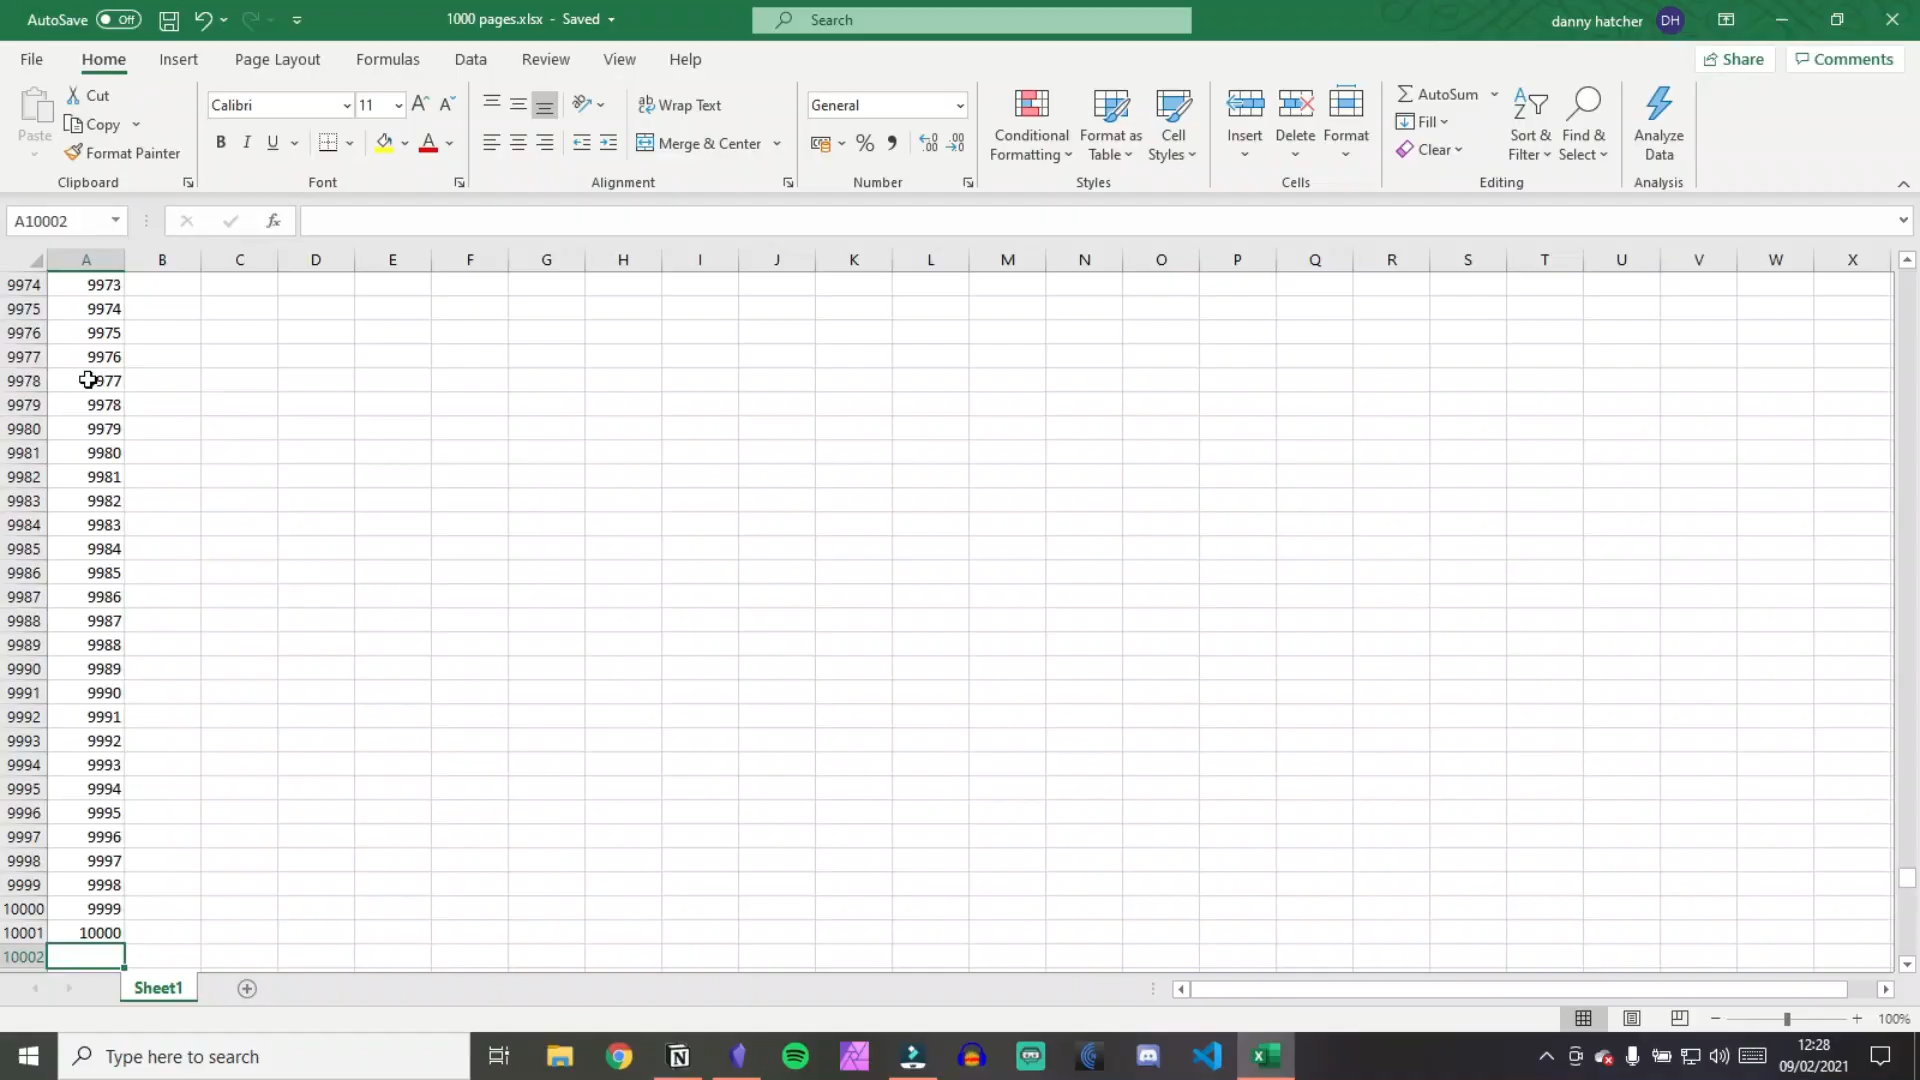 AutoSave Off 1000 pages.xlsx - Saved Search danny hatcher DH
File Home Insert Page Layout Formulas Data Review View Help Share Comments
Paste Cut Copy Format Painter Clipboard
Calibri 11 A A B I U A Font
ab Wrap Text Merge & Center Alignment
General % Number
Conditional Formatting Format as Table Cell Styles Styles
Insert Delete Format Cells
AutoSum Fill Clear Sort & Filter Find & Select Editing
Analyze Data Analysis
A10002 fx
A B C D E F G H I J K L M N O P Q R S T U V W X
9974 9973
9975 9974
9976 9975
9977 9976
9978 977
9979 9978
9980 9979
9981 9980
9982 9981
9983 9982
9984 9983
9985 9984
9986 9985
9987 9986
9988 9987
9989 9988
9990 9989
9991 9990
9992 9991
9993 9992
9994 9993
9995 9994
9996 9995
9997 9996
9998 9997
9999 9998
10000 9999
10001 10000
10002
Sheet1
100%
Type here to search 12:28
09/02/2021